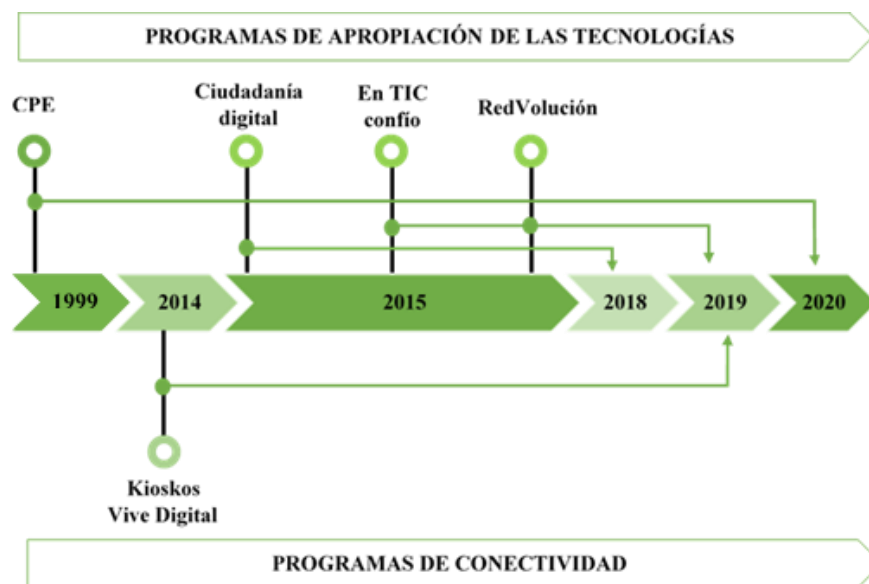 PROGRAMAS DE APROPIACIÓN DE LAS TECNOLOGÍAS
CPE
Ciudadanía
digital
En TIC
confío
RedVolución
1999
2014
2015
2018
2019
2020
Kioskos
Vive Digital
PROGRAMAS DE CONECTIVIDAD